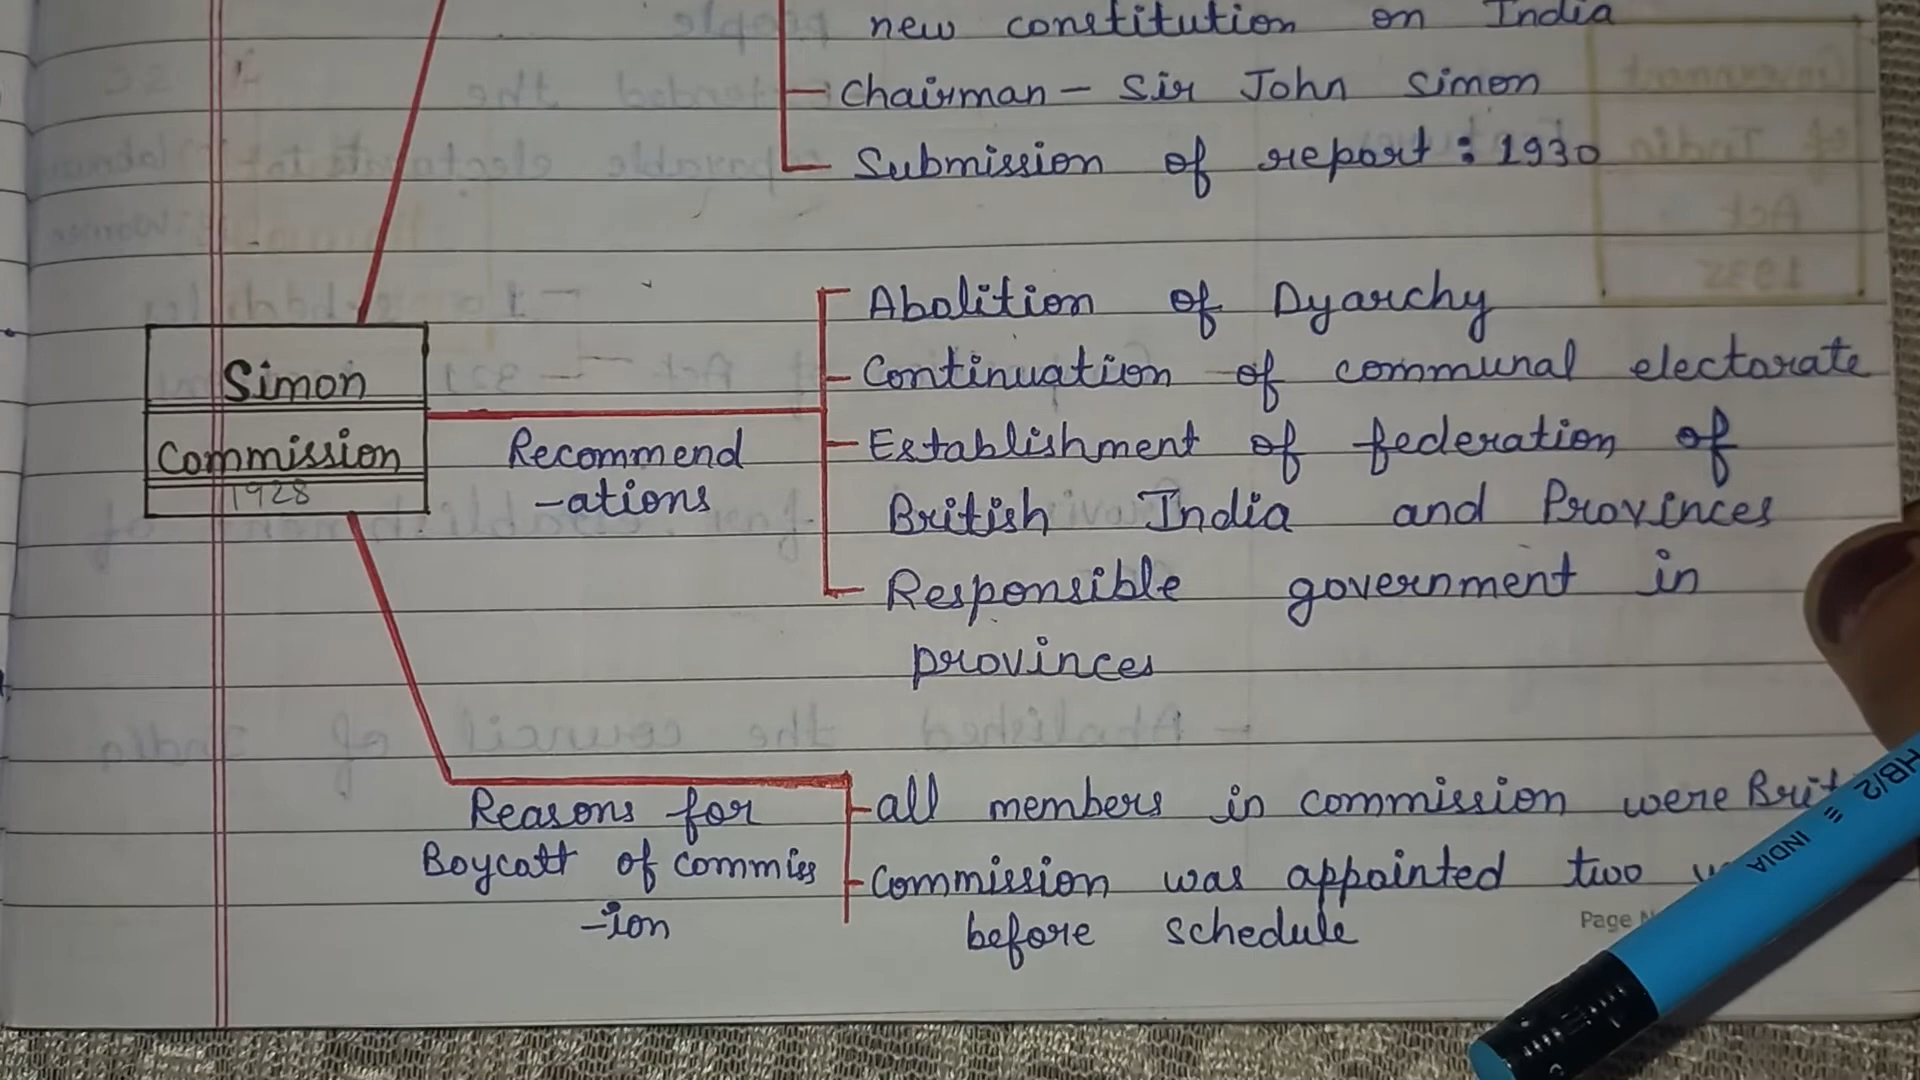 new constitution on India
Chairman - Sir John Simon
Submission of report : 1930
Simon
Commission
1928
Recommend
-ations
Abolition of Dyarchy
Continuation of communal electorate
Establishment of federation of
British India and Provinces
Responsible government in
provinces
Reasons for
Boycott of commiss
-ion
all members in commission were Brit
Commission was appointed two
before schedule
Page
HB/2 ≡ INDIA